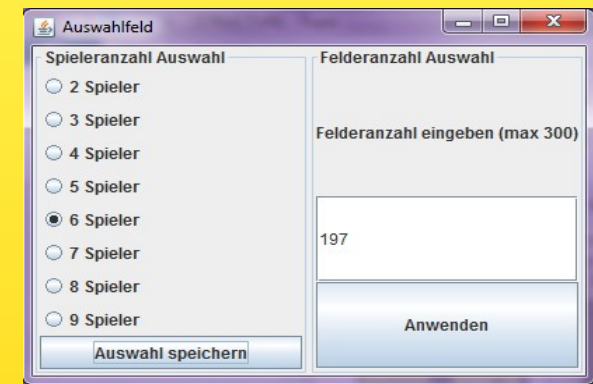 Auswahlfeld
Spieleranzahl Auswahl
2 Spieler
3 Spieler
4 Spieler
5 Spieler
6 Spieler
7 Spieler
8 Spieler
9 Spieler
Auswahl speichern
Felderanzahl Auswahl
Felderanzahl eingeben (max 300)
197
Anwenden